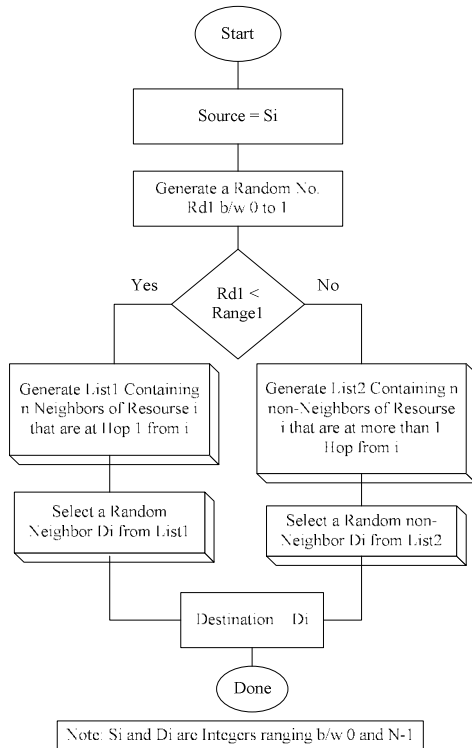 Start
Source = Si
Generate a Random No.
Rd1 b/w 0 to 1
Yes
No
Rd1 <
Range1
Generate List1 Containing
n Neighbors of Resourse i
that are at Hop 1 from i
Generate List2 Containing n
non-Neighbors of Resourse
i that are at more than 1
Hop from i
Select a Random
Neighbor Di from List1
Select a Random non-
Neighbor Di from List2
Destination Di
Done
Note: Si and Di are Integers ranging b/w 0 and N-1